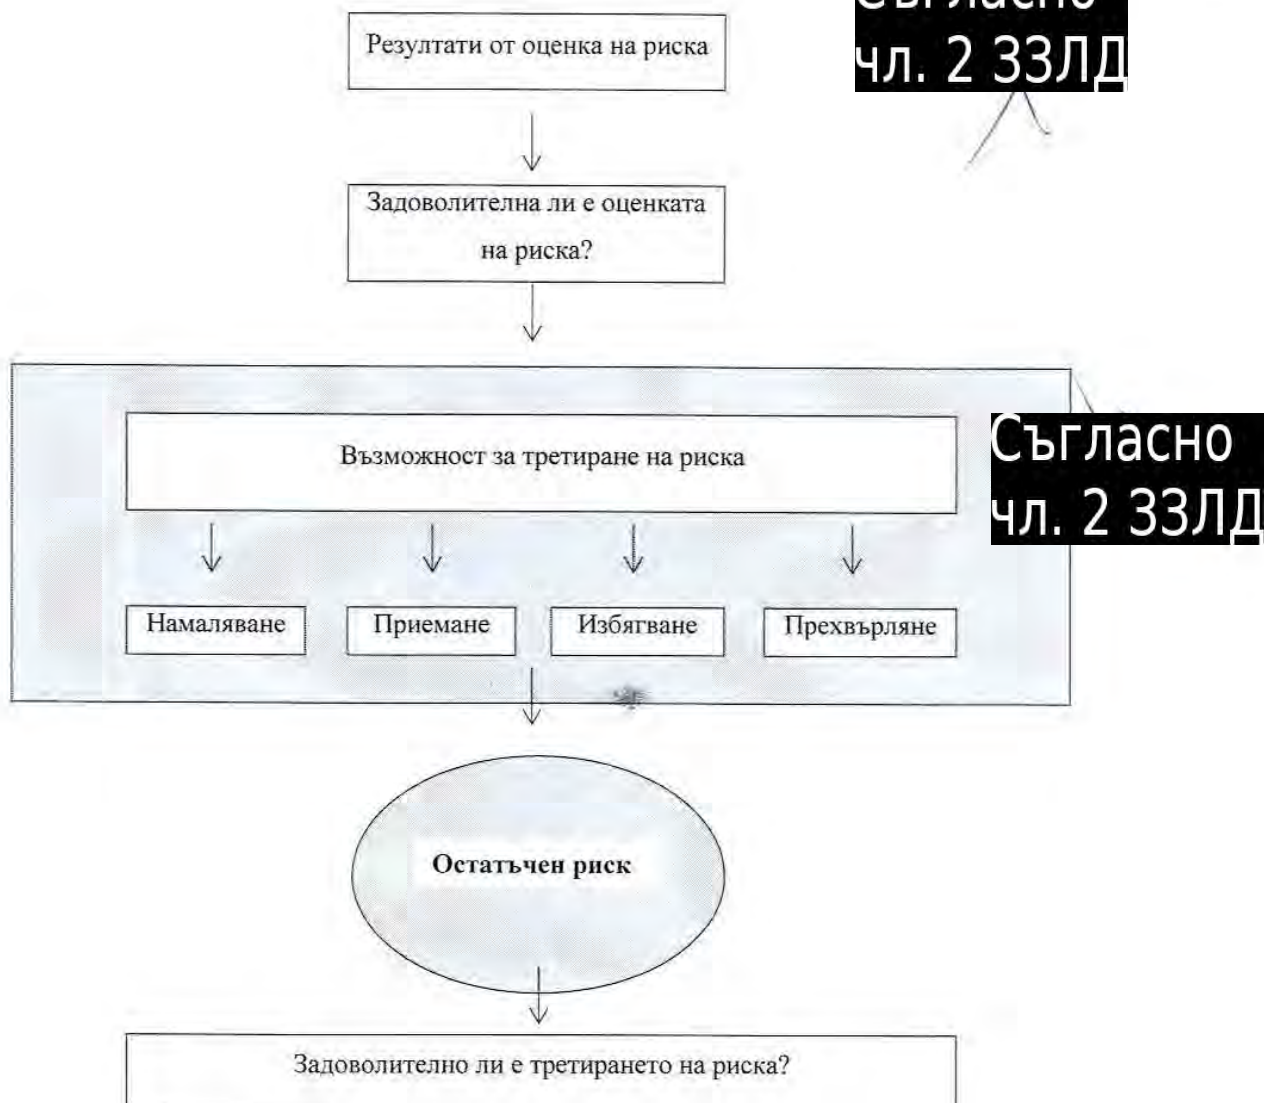 Съгласно
чл. 2 ЗЗЛД
Резултати от оценка на риска
Задоволителна ли е оценката
на риска?
Възможност за третиране на риска
Съгласно
чл. 2 ЗЗЛД
Намаляване
Приемане
Избягване
Прехвърляне
Остатъчен риск
Задоволително ли е третирането на риска?